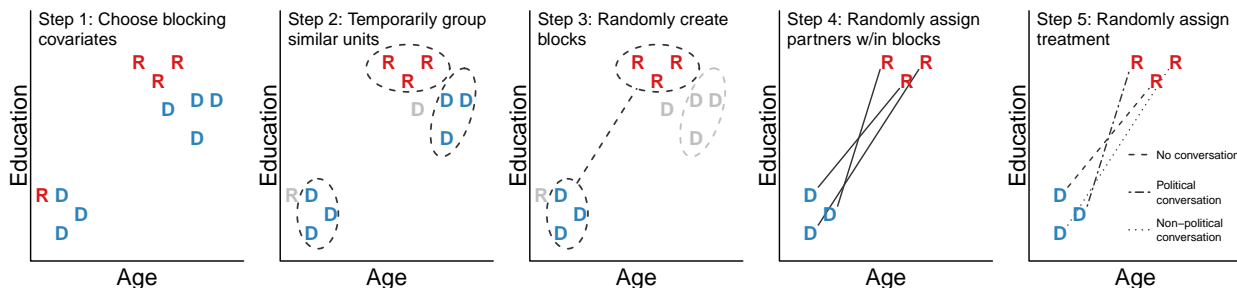 Step 1: Choose blocking
covariates
R R
R
D D D
D
R D
D
D
Education
Age
Step 2: Temporarily group
similar units
R R
R
D D D
D
R D
D
D
Education
Age
Step 3: Randomly create
blocks
R R
R
D D D
D
R D
D
D
Education
Age
Step 4: Randomly assign
partners w/in blocks
R R
R
D
D
D
Education
Age
Step 5: Randomly assign
treatment
R R
R
D
D
D
No conversation
Political
conversation
Non−political
conversation
Education
Age